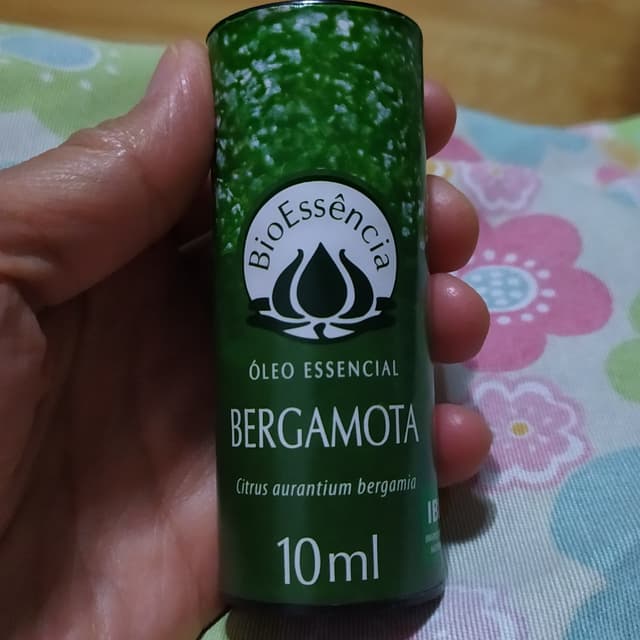 BioEssência
ÓLEO ESSENCIAL
BERGAMOTA
Citrus aurantium bergamia
10ml